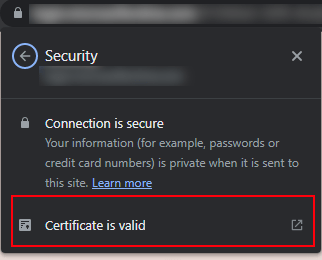 Security
Connection is secure
Your information (for example, passwords or
credit card numbers) is private when it is sent to
this site. Learn more
Certificate is valid